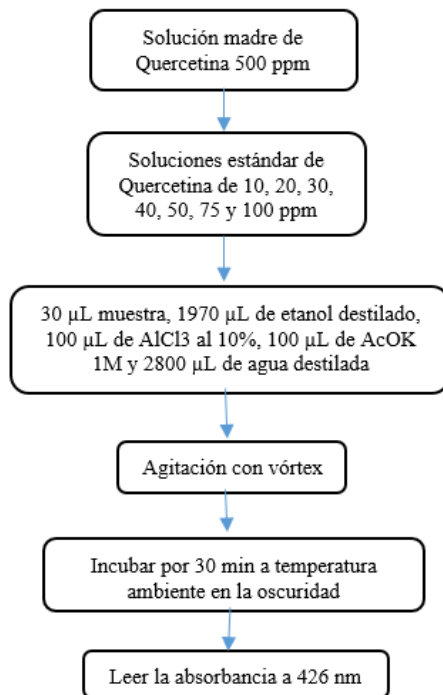 Solución madre de
Quercetina 500 ppm
Soluciones estándar de
Quercetina de 10, 20, 30,
40, 50, 75 y 100 ppm
30 µL muestra, 1970 µL de etanol destilado,
100 µL de AlCl3 al 10%, 100 µL de AcOK
1M y 2800 µL de agua destilada
Agitación con vórtex
Incubar por 30 min a temperatura
ambiente en la oscuridad
Leer la absorbancia a 426 nm